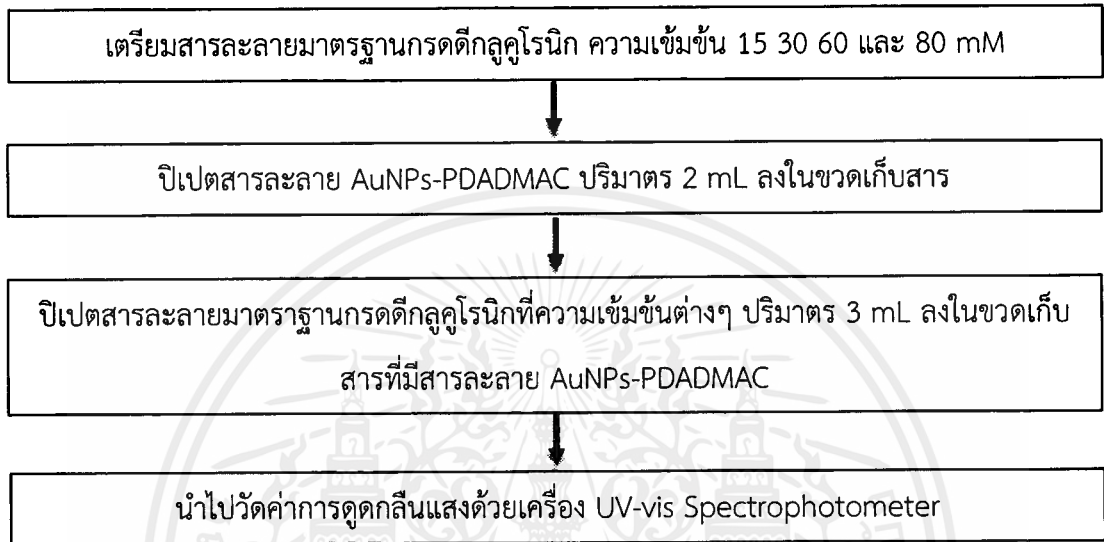 เตรียมสารละลายมาตรฐานกรดดีกลูคูโรนิก ความเข้มข้น 15 30 60 และ 80 mM
ปิเปตสารละลาย AuNPs-PDADMAC ปริมาตร 2 mL ลงในขวดเก็บสาร
ปิเปตสารละลายมาตราฐานกรดดีกลูคูโรนิกที่ความเข้มข้นต่างๆ ปริมาตร 3 mL ลงในขวดเก็บ
สารที่มีสารละลาย AuNPs-PDADMAC
นำไปวัดค่าการดูดกลืนแสงด้วยเครื่อง UV-vis Spectrophotometer